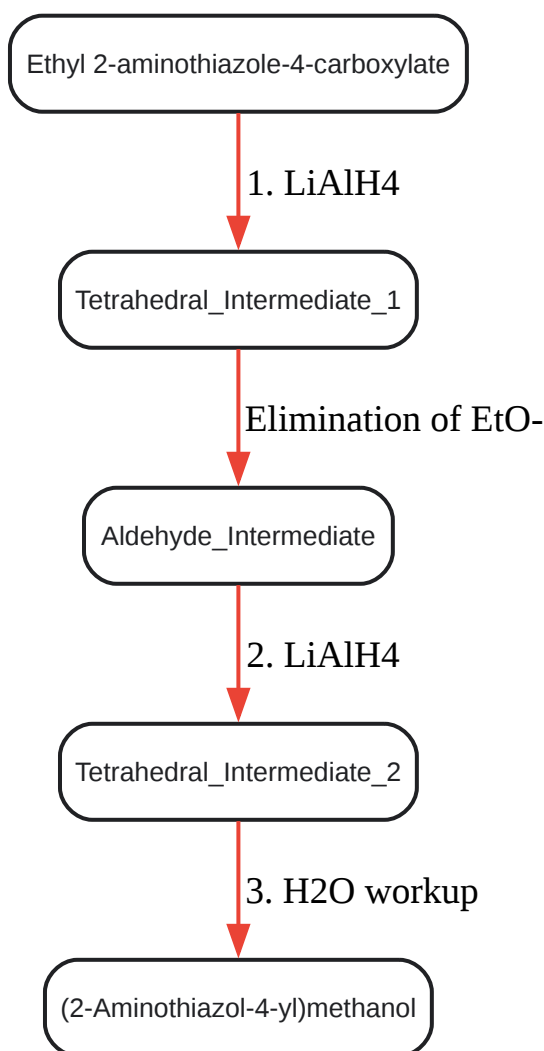 Ethyl 2-aminothiazole-4-carboxylate
1. LiAlH4
Tetrahedral_Intermediate_1
Elimination of EtO-
Aldehyde_Intermediate
2. LiAlH4
Tetrahedral_Intermediate_2
3. H2O workup
(2-Aminothiazol-4-yl)methanol